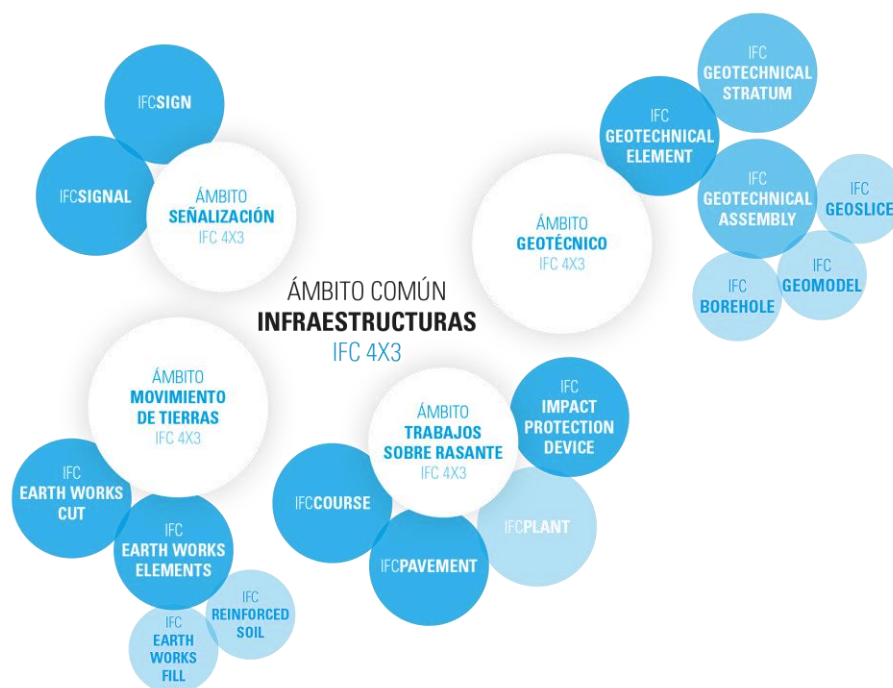 IFCSIGN
IFCSIGNAL
ÁMBITO
SEÑALIZACIÓN
IFC 4X3
IFC
GEOTECHNICAL
STRATUM
IFC
GEOTECHNICAL
ELEMENT
IFC
GEOTECHNICAL
ASSEMBLY
IFC
GEOSLICE
IFC
GEOMODEL
IFC
BOREHOLE
ÁMBITO
GEOTÉCNICO
IFC 4X3
ÁMBITO COMÚN
INFRAESTRUCTURAS
IFC 4X3
ÁMBITO
MOVIMIENTO
DE TIERRAS
IFC 4X3
IFC
EARTH WORKS
CUT
IFC
EARTH WORKS
ELEMENTS
IFC
REINFORCED
SOIL
IFC
EARTH
WORKS
FILL
ÁMBITO
TRABAJOS
SOBRE RASANTE
IFC 4X3
IFC
IMPACT
PROTECTION
DEVICE
IFCCOURSE
IFCPAVEMENT
IFCPLANT